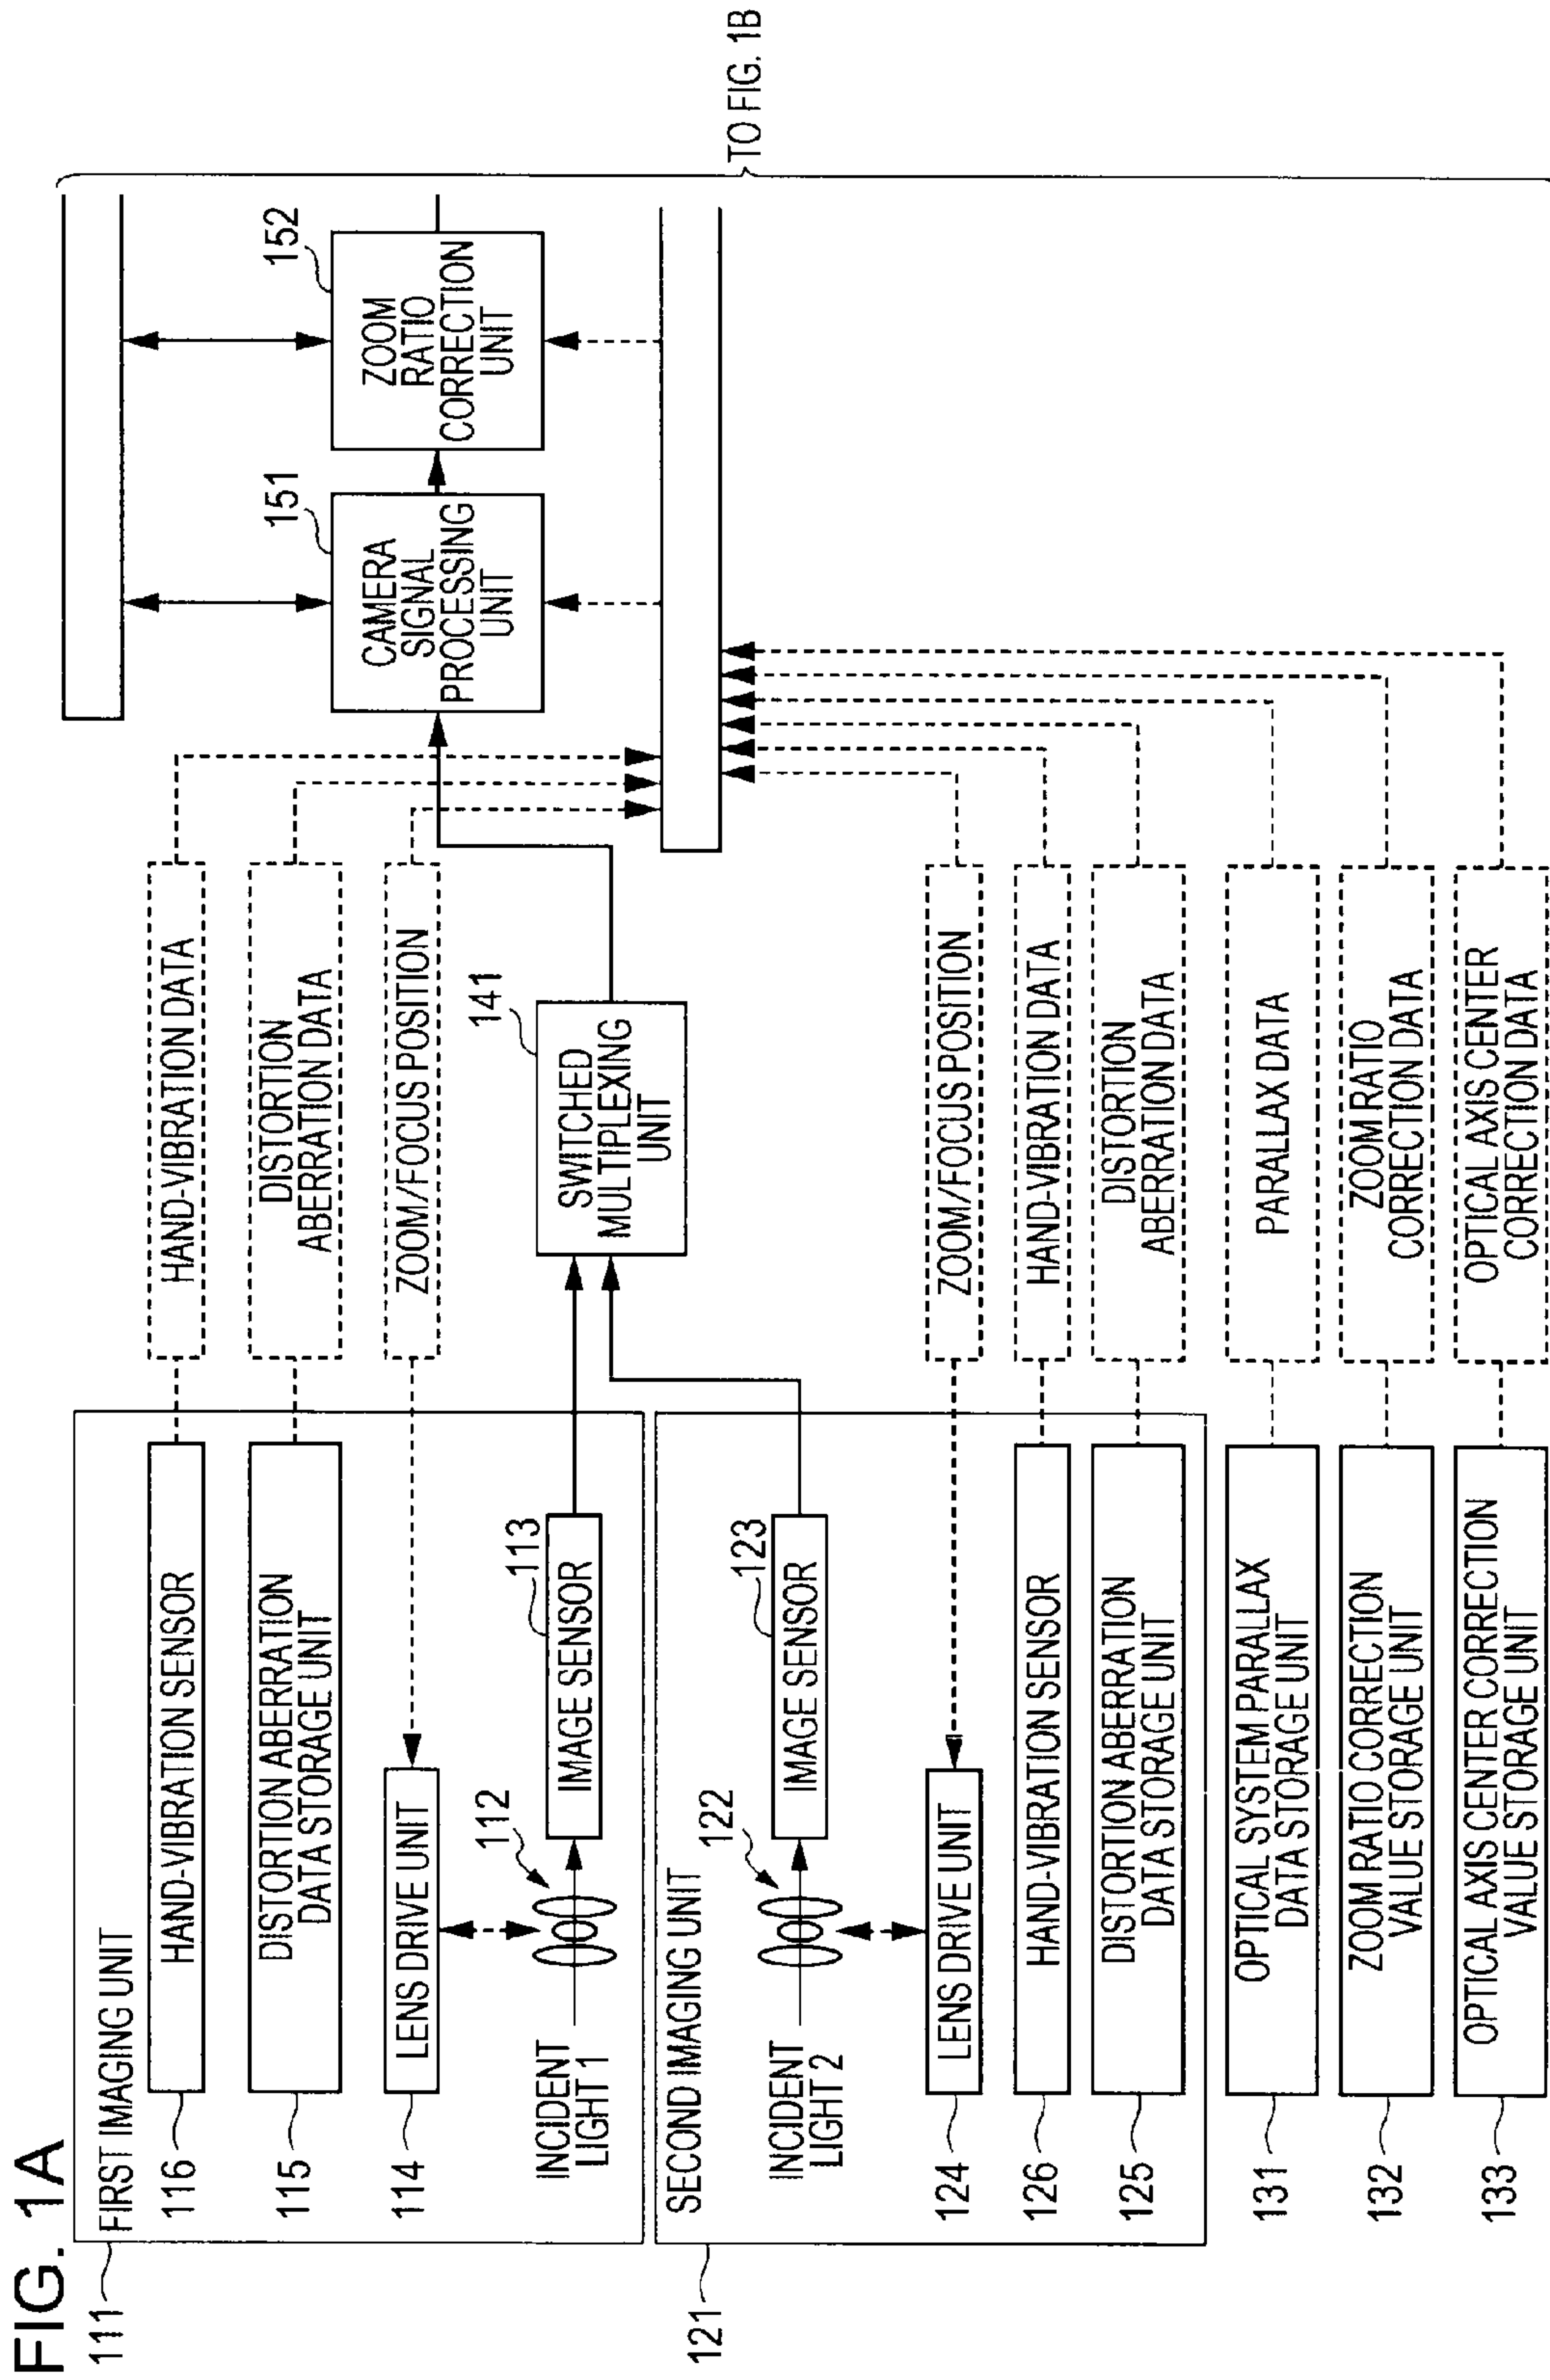 FIG. 1A
111
FIRST IMAGING UNIT
116
HAND-VIBRATION SENSOR
HAND-VIBRATION DATA
115
DISTORTION ABERRATION
DATA STORAGE UNIT
DISTORTION
ABERRATION DATA
114
LENS DRIVE UNIT
ZOOM/FOCUS POSITION
INCIDENT
LIGHT 1
112
113
IMAGE SENSOR
141
SWITCHED
MULTIPLEXING
UNIT
151
CAMERA
SIGNAL
PROCESSING
UNIT
152
ZOOM
RATIO
CORRECTION
UNIT
TO FIG. 1B
121
SECOND IMAGING UNIT
INCIDENT
LIGHT 2
122
123
IMAGE SENSOR
124
LENS DRIVE UNIT
ZOOM/FOCUS POSITION
126
HAND-VIBRATION SENSOR
HAND-VIBRATION DATA
125
DISTORTION ABERRATION
DATA STORAGE UNIT
DISTORTION
ABERRATION DATA
131
OPTICAL SYSTEM PARALLAX
DATA STORAGE UNIT
PARALLAX DATA
132
ZOOM RATIO CORRECTION
VALUE STORAGE UNIT
ZOOM RATIO
CORRECTION DATA
133
OPTICAL AXIS CENTER CORRECTION
VALUE STORAGE UNIT
OPTICAL AXIS CENTER
CORRECTION DATA